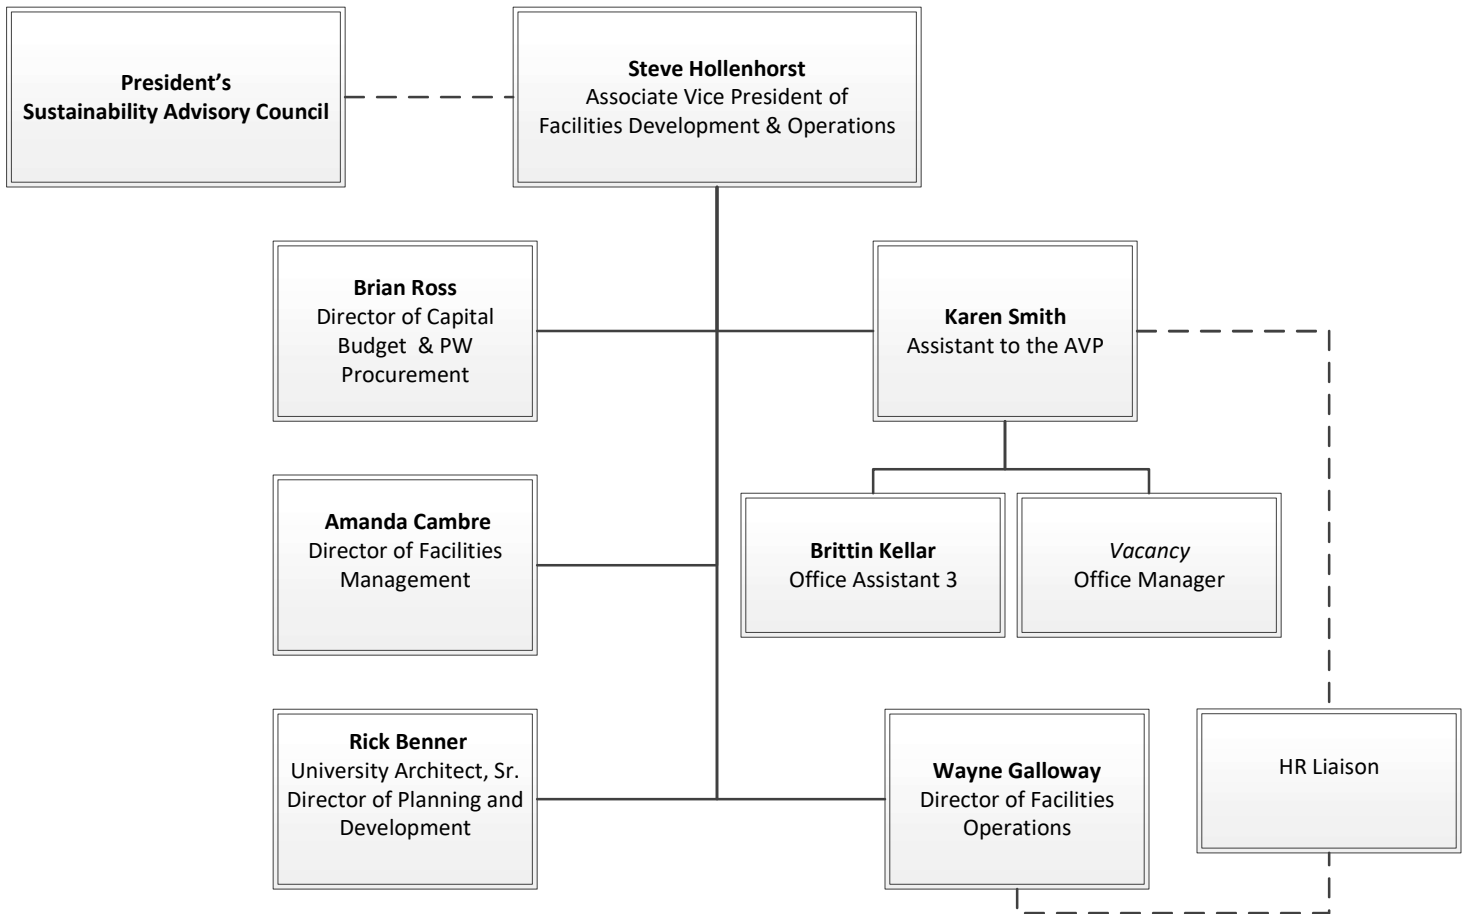 President’s
Sustainability Advisory Council
Steve Hollenhorst
Associate Vice President of
Facilities Development & Operations
Brian Ross
Director of Capital
Budget  & PW
Procurement
Karen Smith
Assistant to the AVP
Amanda Cambre
Director of Facilities
Management
Brittin Kellar
Office Assistant 3
Vacancy
Office Manager
Rick Benner
University Architect, Sr.
Director of Planning and
Development
Wayne Galloway
Director of Facilities
Operations
HR Liaison